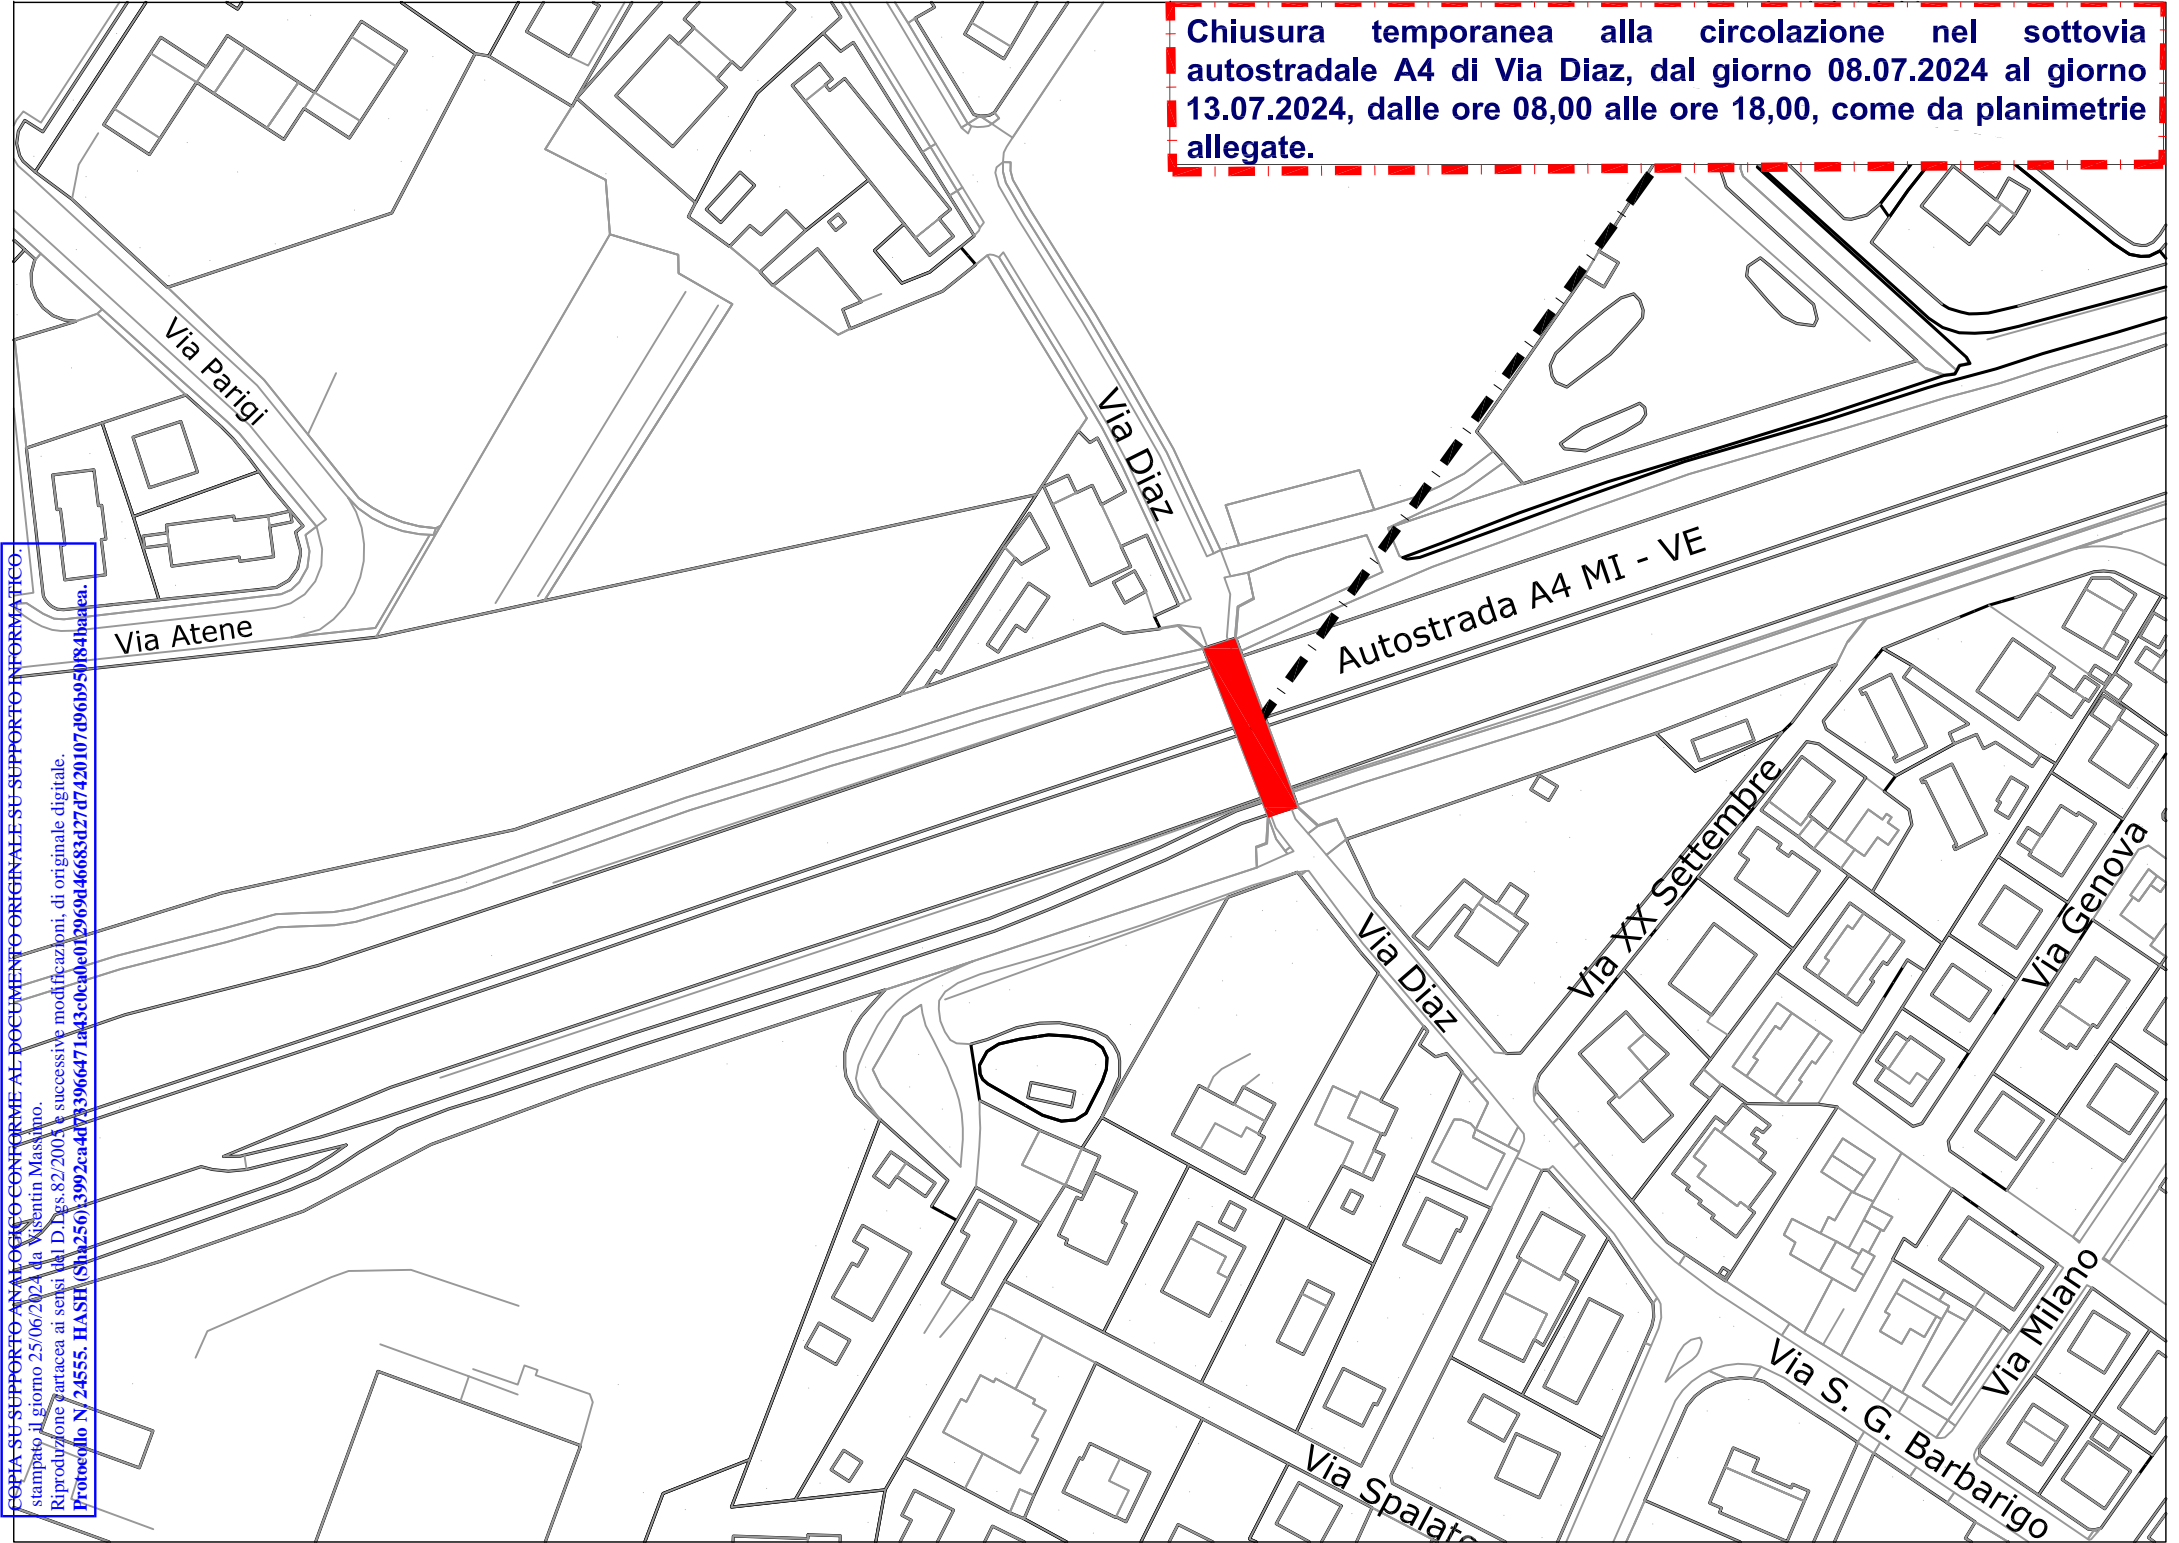 Chiusura temporanea alla circolazione nel sottovia
autostradale A4 di Via Diaz, dal giorno 08.07.2024 al giorno
13.07.2024, dalle ore 08,00 alle ore 18,00, come da planimetrie
allegate.
Via Parigi
Via Diaz
Autostrada A4 MI - VE
Via Atene
Via XX Settembre
Via Genova
Via Diaz
Via Milano
Via S. G. Barbarigo
Via Spalato
COPIA SU SUPPORTO ANALOGICO CONFORME AL DOCUMENTO ORIGINALE SU SUPPORTO INFORMATICO.
stampato il giorno 25/06/2024 da Visentin Massimo.
Riproduzione cartacea ai sensi del D.Lgs.82/2005 e successive modificazioni, di originale digitale.
Protocollo N. 24555. HASH(Sha256):